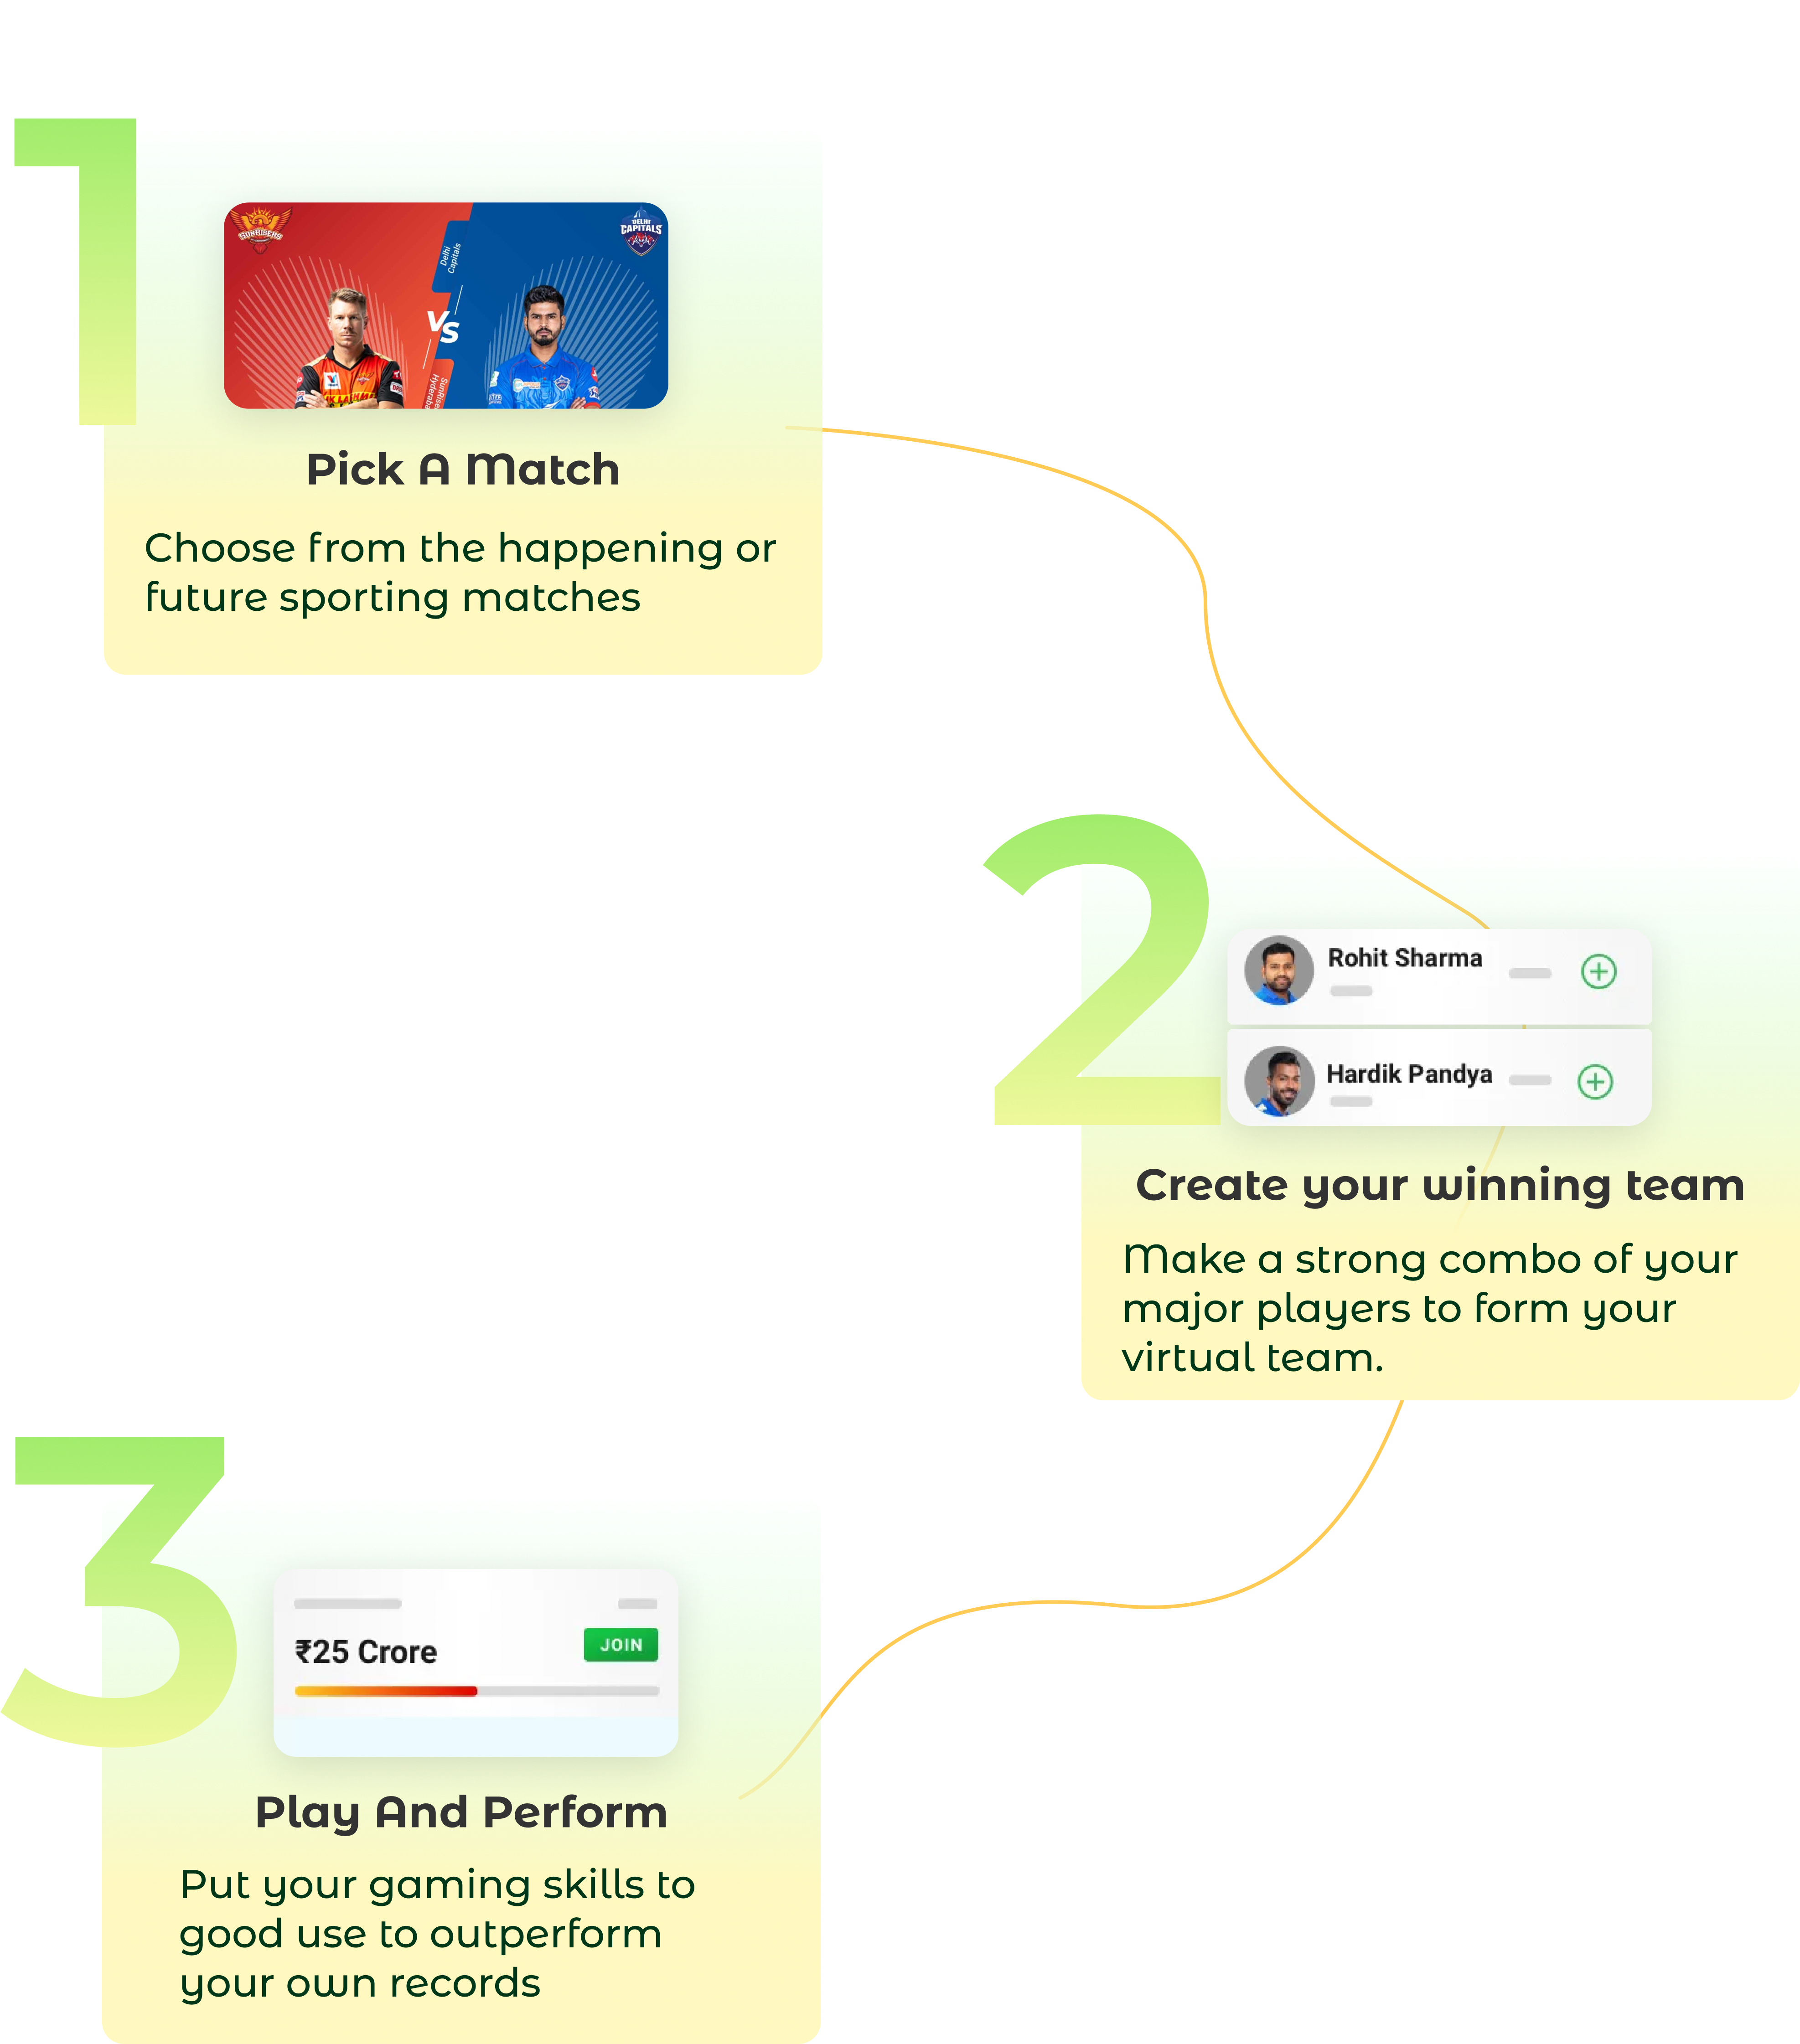 1
SUNRISERS
DELHI
CAPITALS
Delhi
Capitals
VS
SunRise
Pick A Match
Choose from the happening or
future sporting matches
2
Rohit Sharma
Hardik Pandya
Create your winning team
Make a strong combo of your
major players to form your
virtual team.
3
₹25 Crore
JOIN
Play And Perform
Put your gaming skills to
good use to outperform
your own records